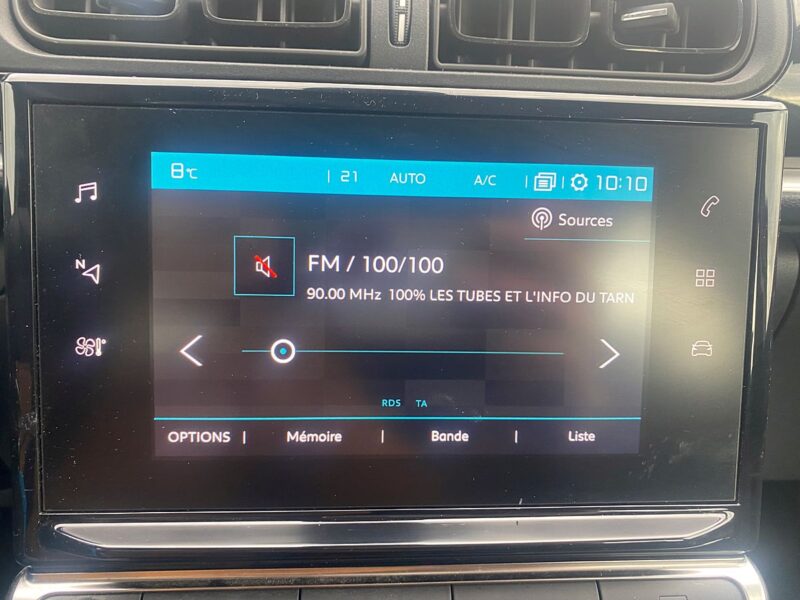 8°C | 21 AUTO A/C | | 10:10
Sources
N
FM / 100/100
90.00 MHz 100% LES TUBES ET L'INFO DU TARN
RDS TA
OPTIONS | Mémoire | Bande | Liste